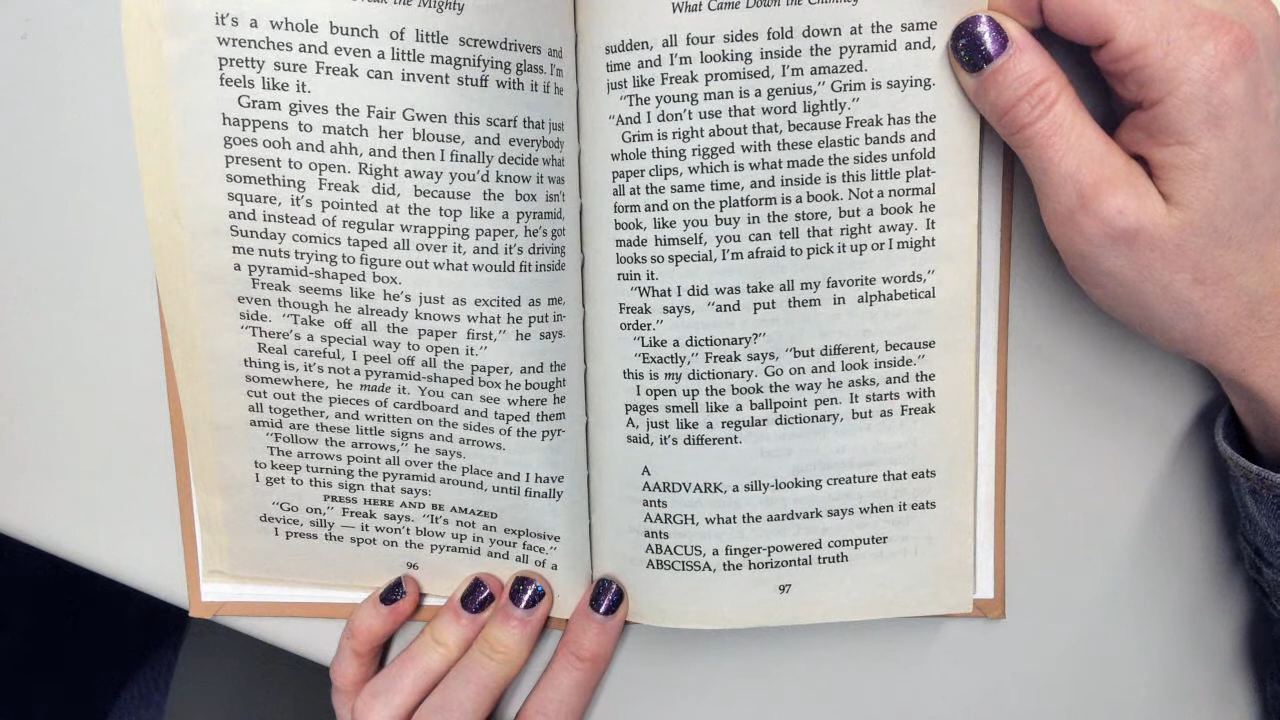 Freak the Mighty
it's a whole bunch of little screwdrivers and
wrenches and even a little magnifying glass. I'm
pretty sure Freak can invent stuff with it if he
feels like it.
Gram gives the Fair Gwen this scarf that just
happens to match her blouse, and everybody
goes ooh and ahh, and then I finally decide what
present to open. Right away you'd know it was
something Freak did, because the box isn't
square, it's pointed at the top like a pyramid,
and instead of regular wrapping paper, he's got
Sunday comics taped all over it, and it's driving
me nuts trying to figure out what would fit inside
a pyramid-shaped box.
Freak seems like he's just as excited as me,
even though he already knows what he put in-
side. "Take off all the paper first," he says.
"There's a special way to open it."
Real careful, I peel off all the paper, and the
thing is, it's not a pyramid-shaped box he bought
somewhere, he made it. You can see where he
cut out the pieces of cardboard and taped them
all together, and written on the sides of the pyr-
amid are these little signs and arrows.
"Follow the arrows," he says.
The arrows point all over the place and I have
to keep turning the pyramid around, until finally
I get to this sign that says:
PRESS HERE AND BE AMAZED
"Go on," Freak says. "It's not an explosive
device, silly — it won't blow up in your face."
I press the spot on the pyramid and all of a
96
What Came Down the Chimney
sudden, all four sides fold down at the same
time and I'm looking inside the pyramid and,
just like Freak promised, I'm amazed.
"The young man is a genius," Grim is saying.
"And I don't use that word lightly."
Grim is right about that, because Freak has the
whole thing rigged with these elastic bands and
paper clips, which is what made the sides unfold
all at the same time, and inside is this little plat-
form and on the platform is a book. Not a normal
book, like you buy in the store, but a book he
made himself, you can tell that right away. It
looks so special, I'm afraid to pick it up or I might
ruin it.
"What I did was take all my favorite words,"
Freak says, "and put them in alphabetical
order."
"Like a dictionary?"
"Exactly," Freak says, "but different, because
this is my dictionary. Go on and look inside."
I open up the book the way he asks, and the
pages smell like a ballpoint pen. It starts with
A, just like a regular dictionary, but as Freak
said, it's different.
A
AARDVARK, a silly-looking creature that eats
ants
AARGH, what the aardvark says when it eats
ants
ABACUS, a finger-powered computer
ABSCISSA, the horizontal truth
97